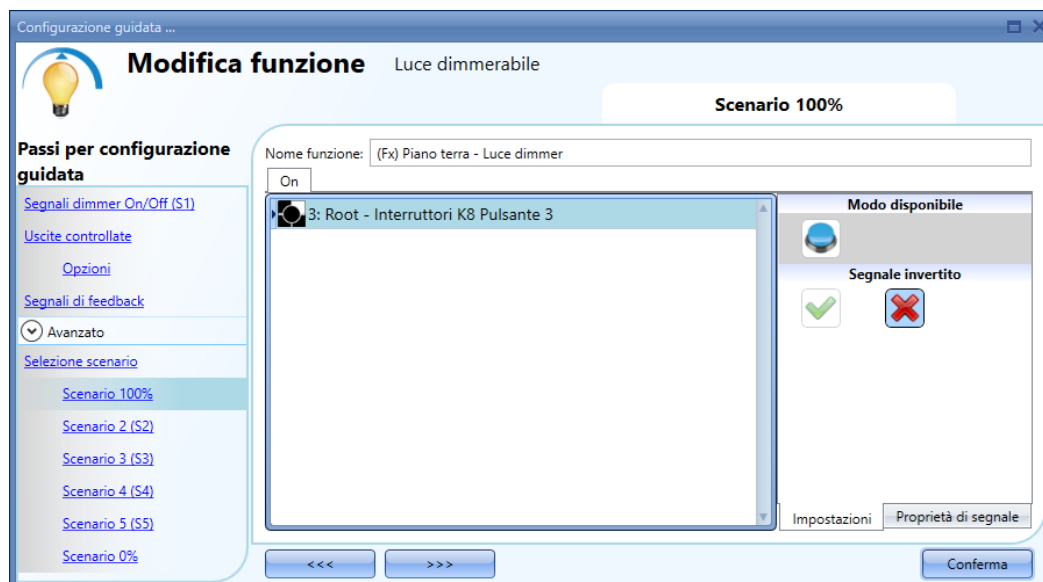 Configurazione guidata ...
Modifica funzione
Luce dimmerabile
Scenario 100%
Passi per configurazione
guidata
Segnali dimmer On/Off (S1)
Uscite controllate
Opzioni
Segnali di feedback
Avanzato
Selezione scenario
Scenario 100%
Scenario 2 (S2)
Scenario 3 (S3)
Scenario 4 (S4)
Scenario 5 (S5)
Scenario 0%
Nome funzione: (Fx) Piano terra - Luce dimmer
On
3: Root - Interruttori K8 Pulsante 3
Modo disponibile
Segnale invertito
Impostazioni
Proprietà di segnale
<<<
>>>
Conferma